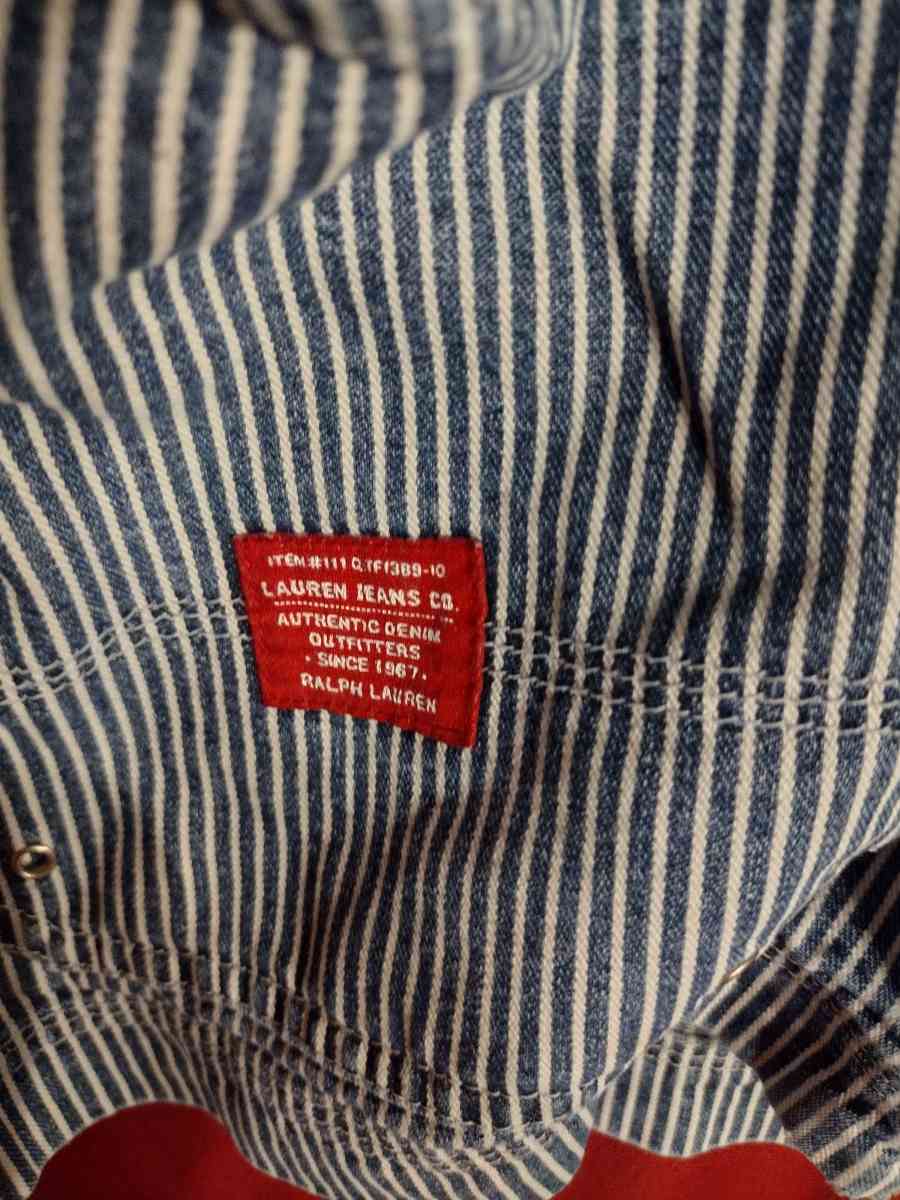 ITEM #111 Q.TF1389-10
LAUREN JEANS CO.
AUTHENTIC DENIM
OUTFITTERS
• SINCE 1967.
RALPH LAUREN